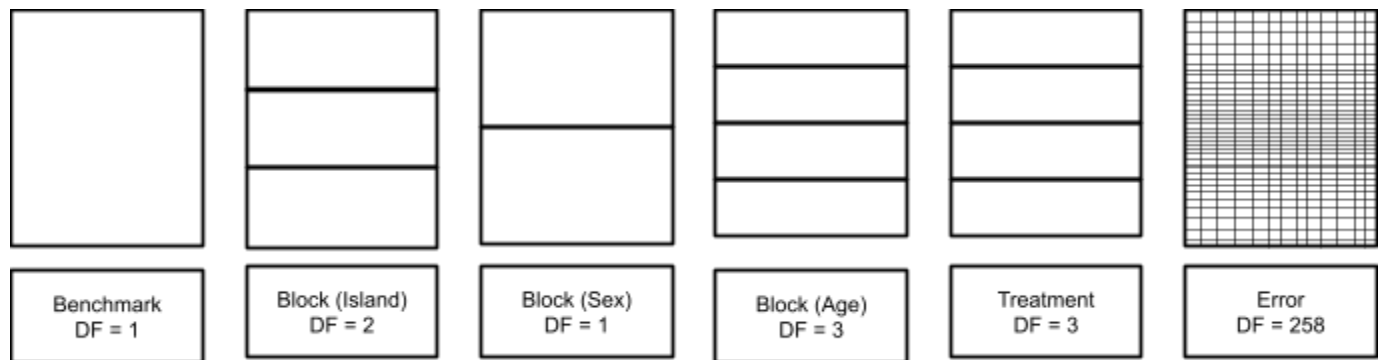 Benchmark
DF = 1
Block (Island)
DF = 2
Block (Sex)
DF = 1
Block (Age)
DF = 3
Treatment
DF = 3
Error
DF = 258